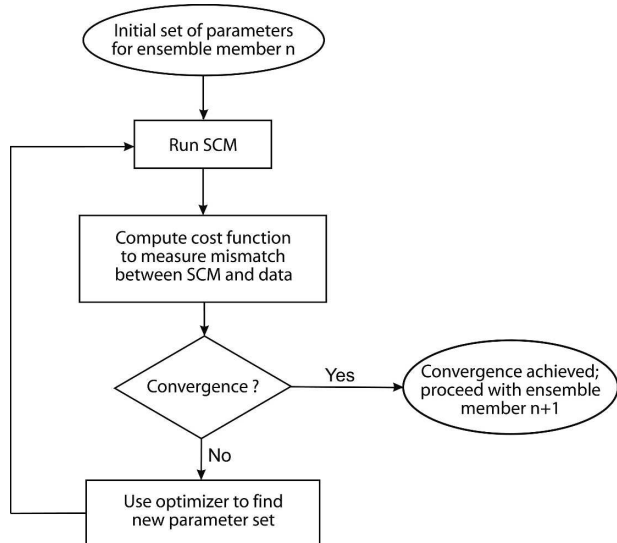 Initial set of parameters
for ensemble member n
Run SCM
Compute cost function
to measure mismatch
between SCM and data
Convergence ?
Yes
Convergence achieved;
proceed with ensemble
member n+1
No
Use optimizer to find
new parameter set